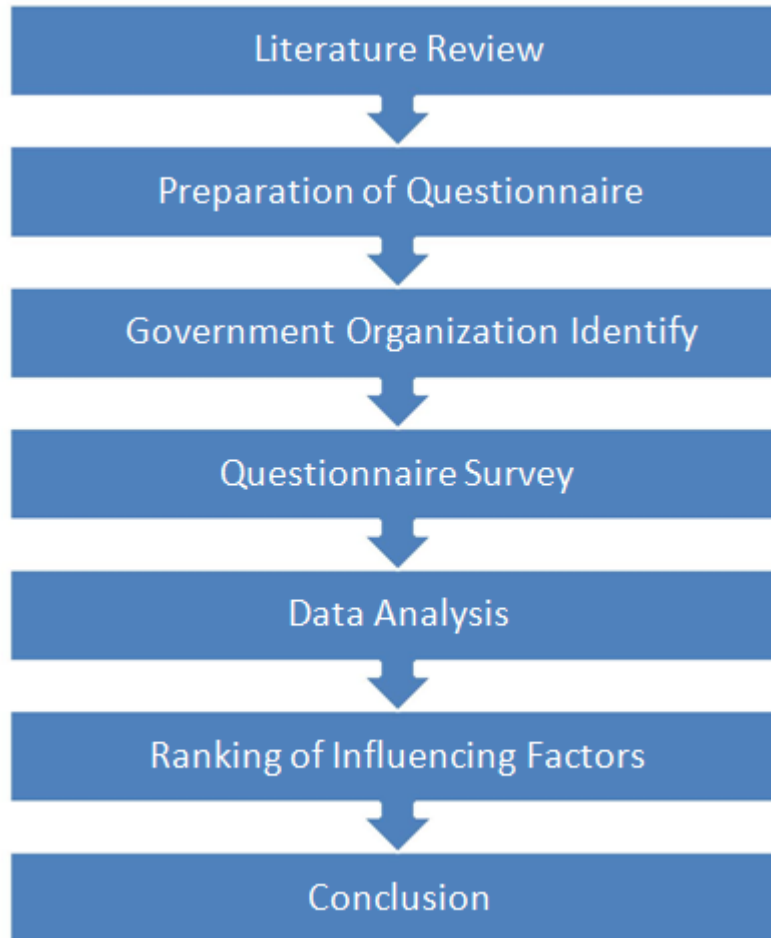 Literature Review
Preparation of Questionnaire
Government Organization Identify
Questionnaire Survey
Data Analysis
Ranking of Influencing Factors
Conclusion